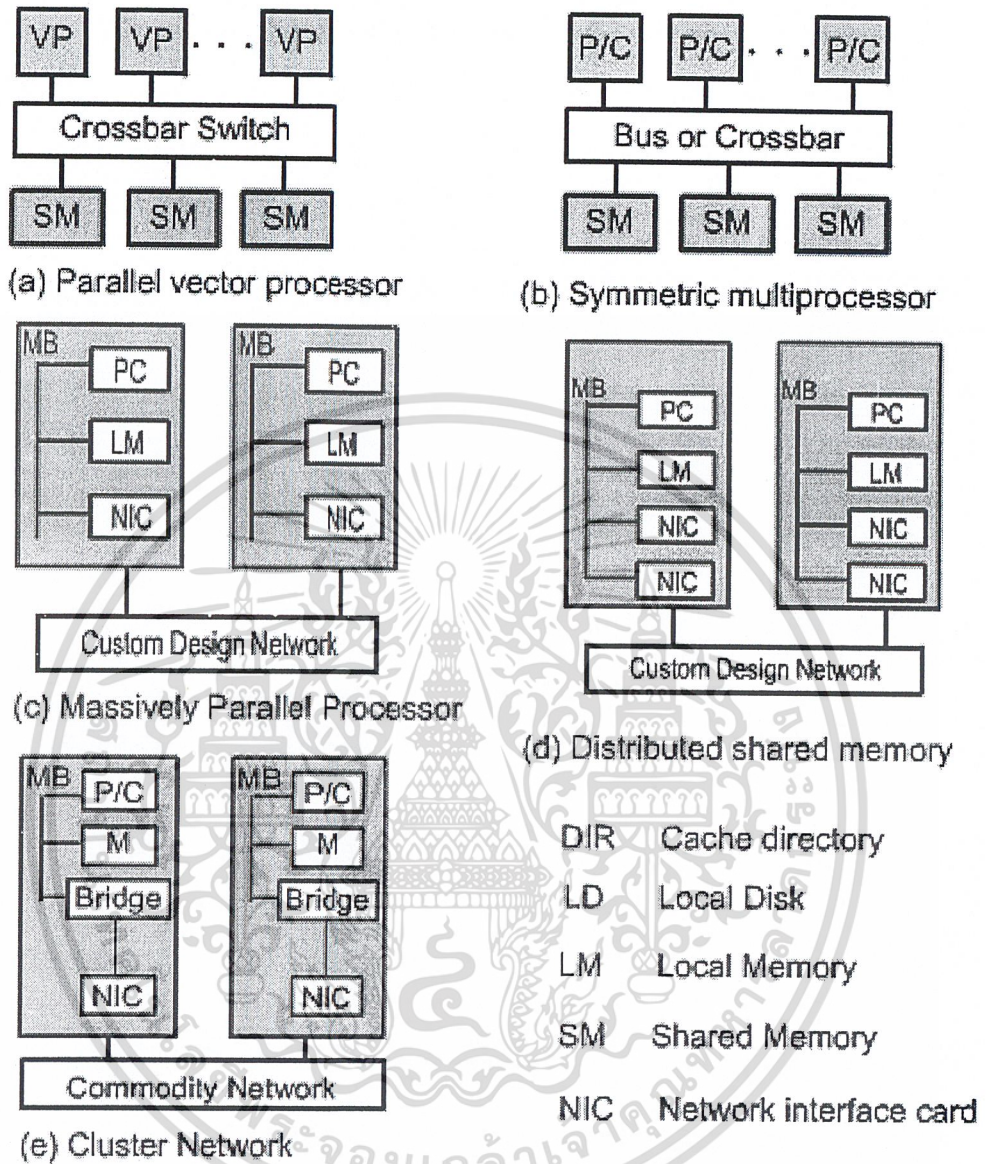 VP VP . . . VP
Crossbar Switch
SM SM SM
(a) Parallel vector processor
P/C P/C . . . P/C
Bus or Crossbar
SM SM SM
(b) Symmetric multiprocessor
MB
PC
LM
NIC
MB
PC
LM
NIC
Custom Design Network
(c) Massively Parallel Processor
MB
PC
LM
NIC
NIC
MB
PC
LM
NIC
NIC
Custom Design Network
(d) Distributed shared memory
MB
P/C
M
Bridge
NIC
MB
P/C
M
Bridge
NIC
Commodity Network
(e) Cluster Network
DIR Cache directory
LD Local Disk
LM Local Memory
SM Shared Memory
NIC Network interface card